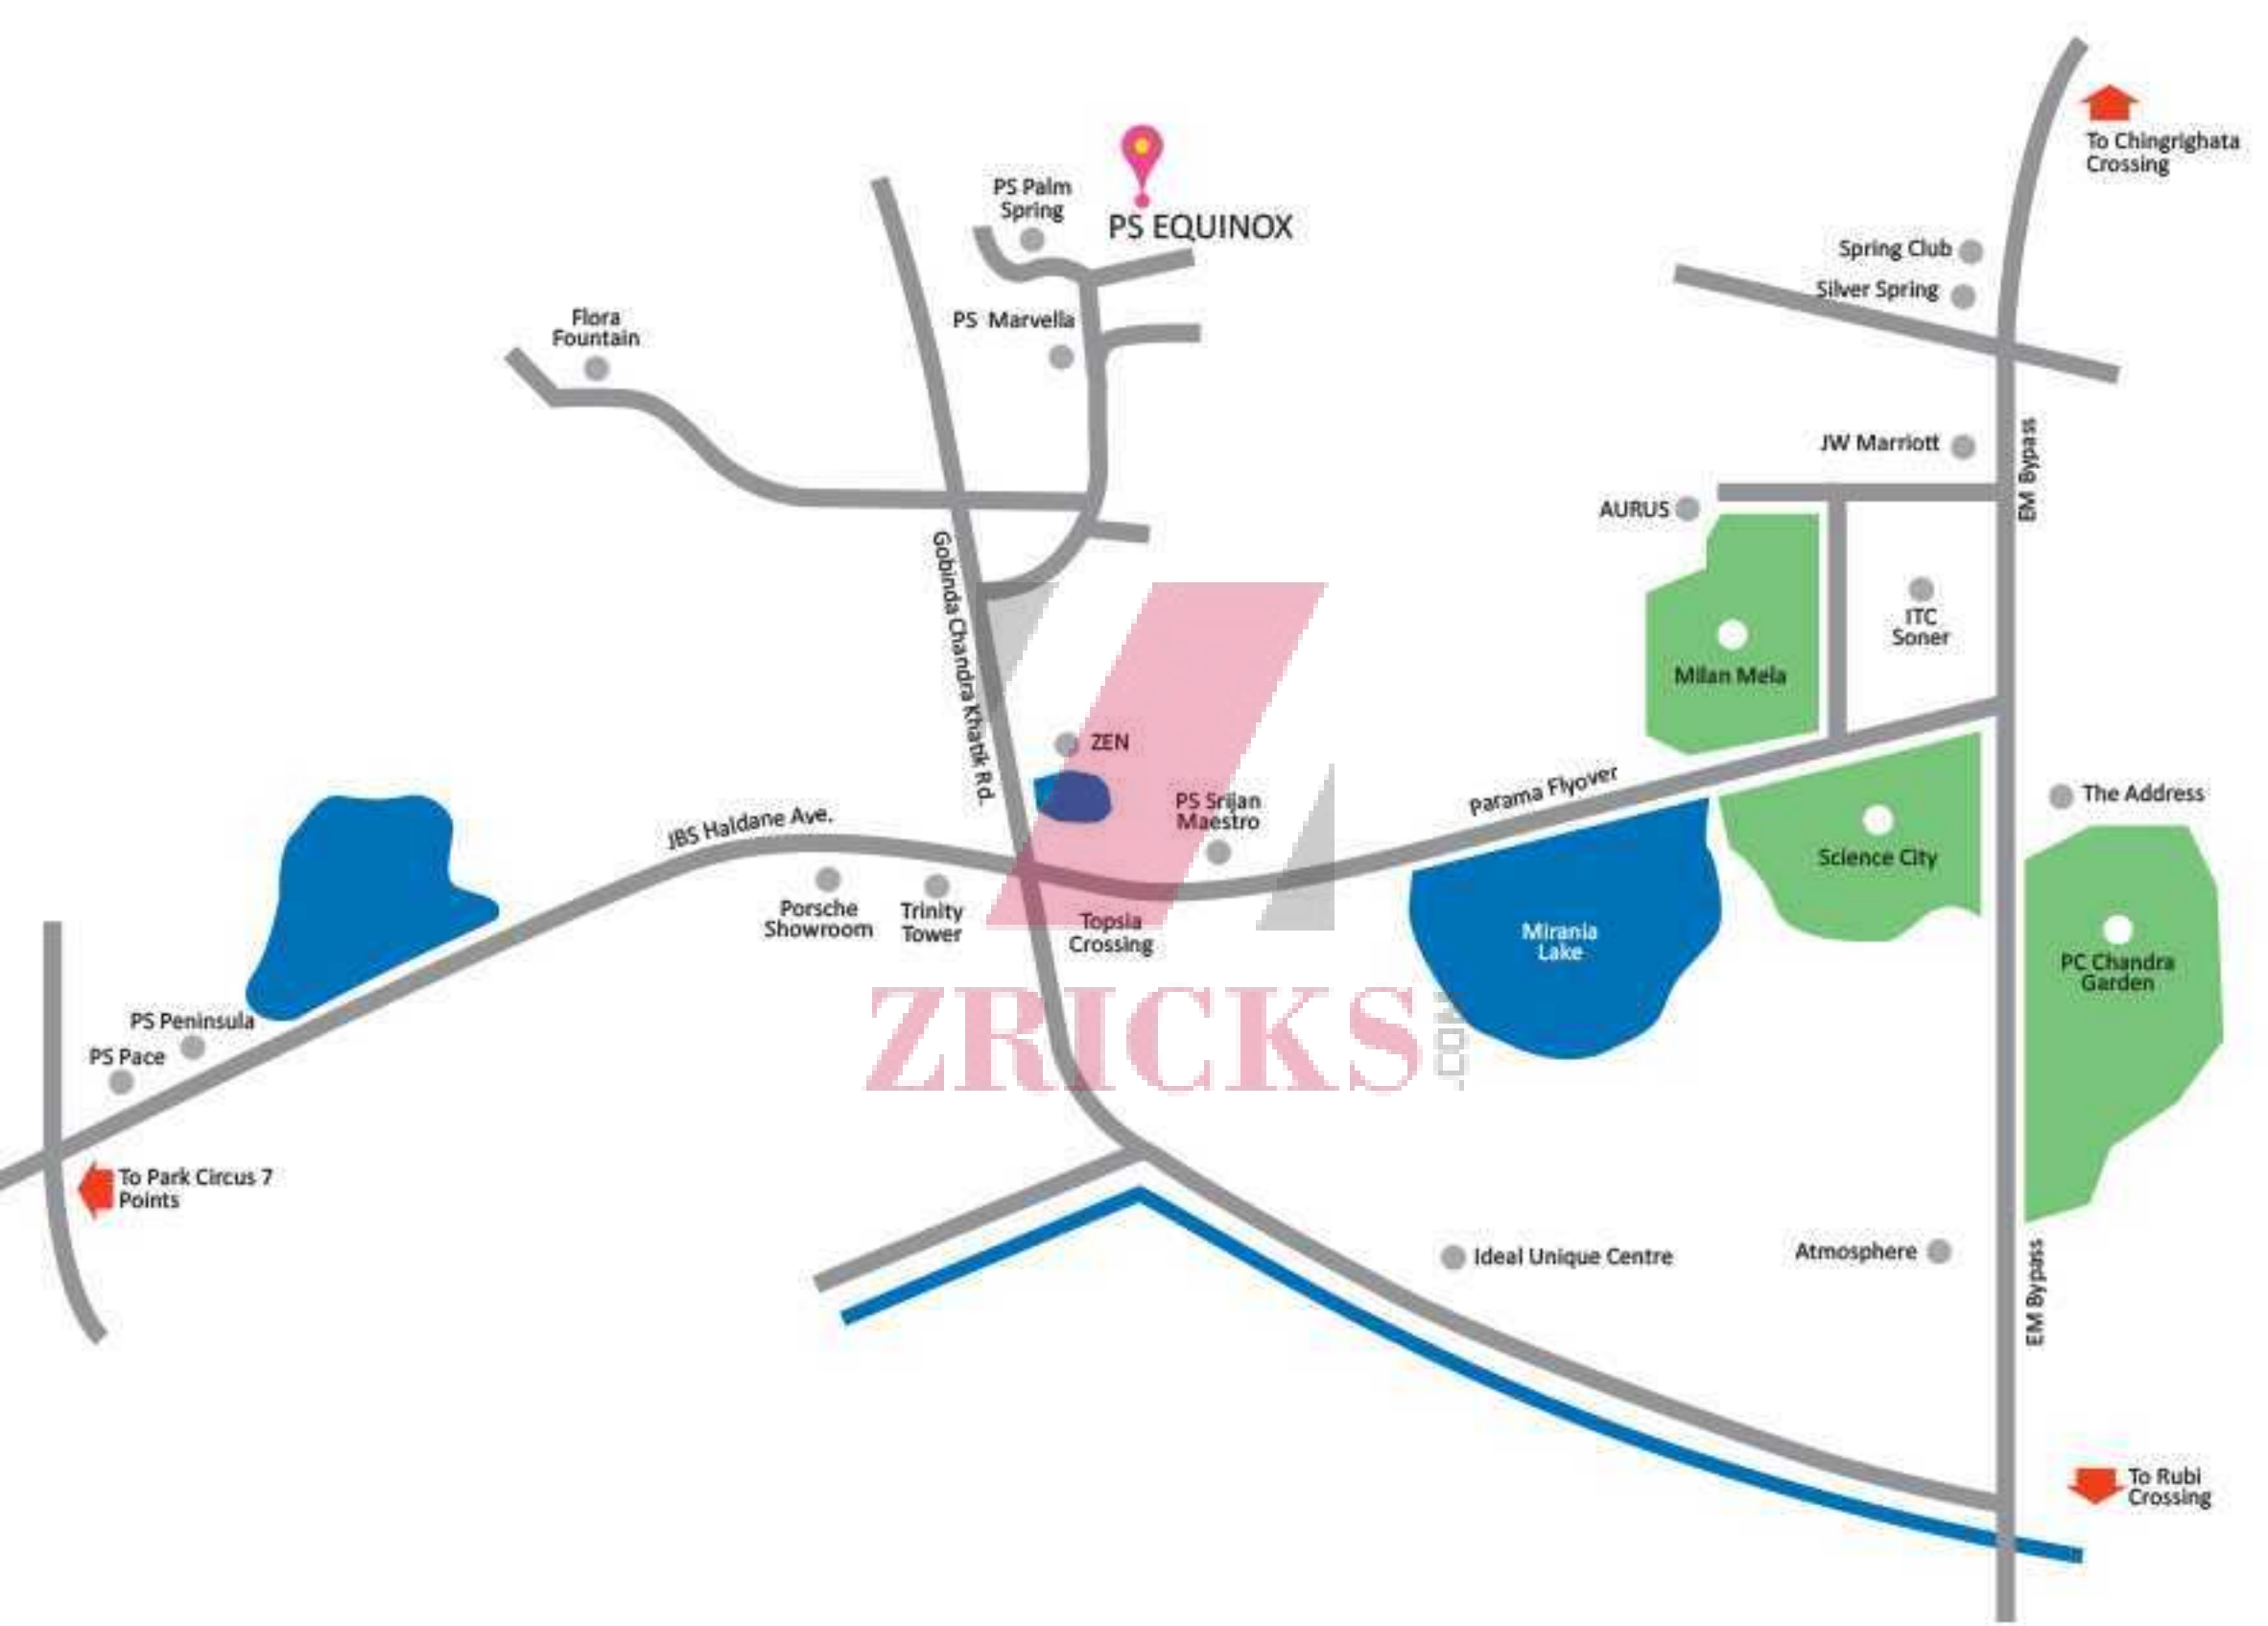 To Chingrighata
Crossing
PS Palm
Spring
PS EQUINOX
Spring Club
Silver Spring
Flora
Fountain
PS Marvella
JW Marriott
EM Bypass
AURUS
Gobinda Chandra Khatik Rd.
ITC
Soner
Milan Mela
ZEN
Parama Flyover
PS Srijan
Maestro
The Address
JBS Haldane Ave.
Science City
Porsche
Showroom
Trinity
Tower
Topsia
Crossing
Mirania
Lake
PC Chandra
Garden
ZRICKS
.com
PS Peninsula
PS Pace
To Park Circus 7
Points
Ideal Unique Centre
Atmosphere
EM Bypass
To Rubi
Crossing